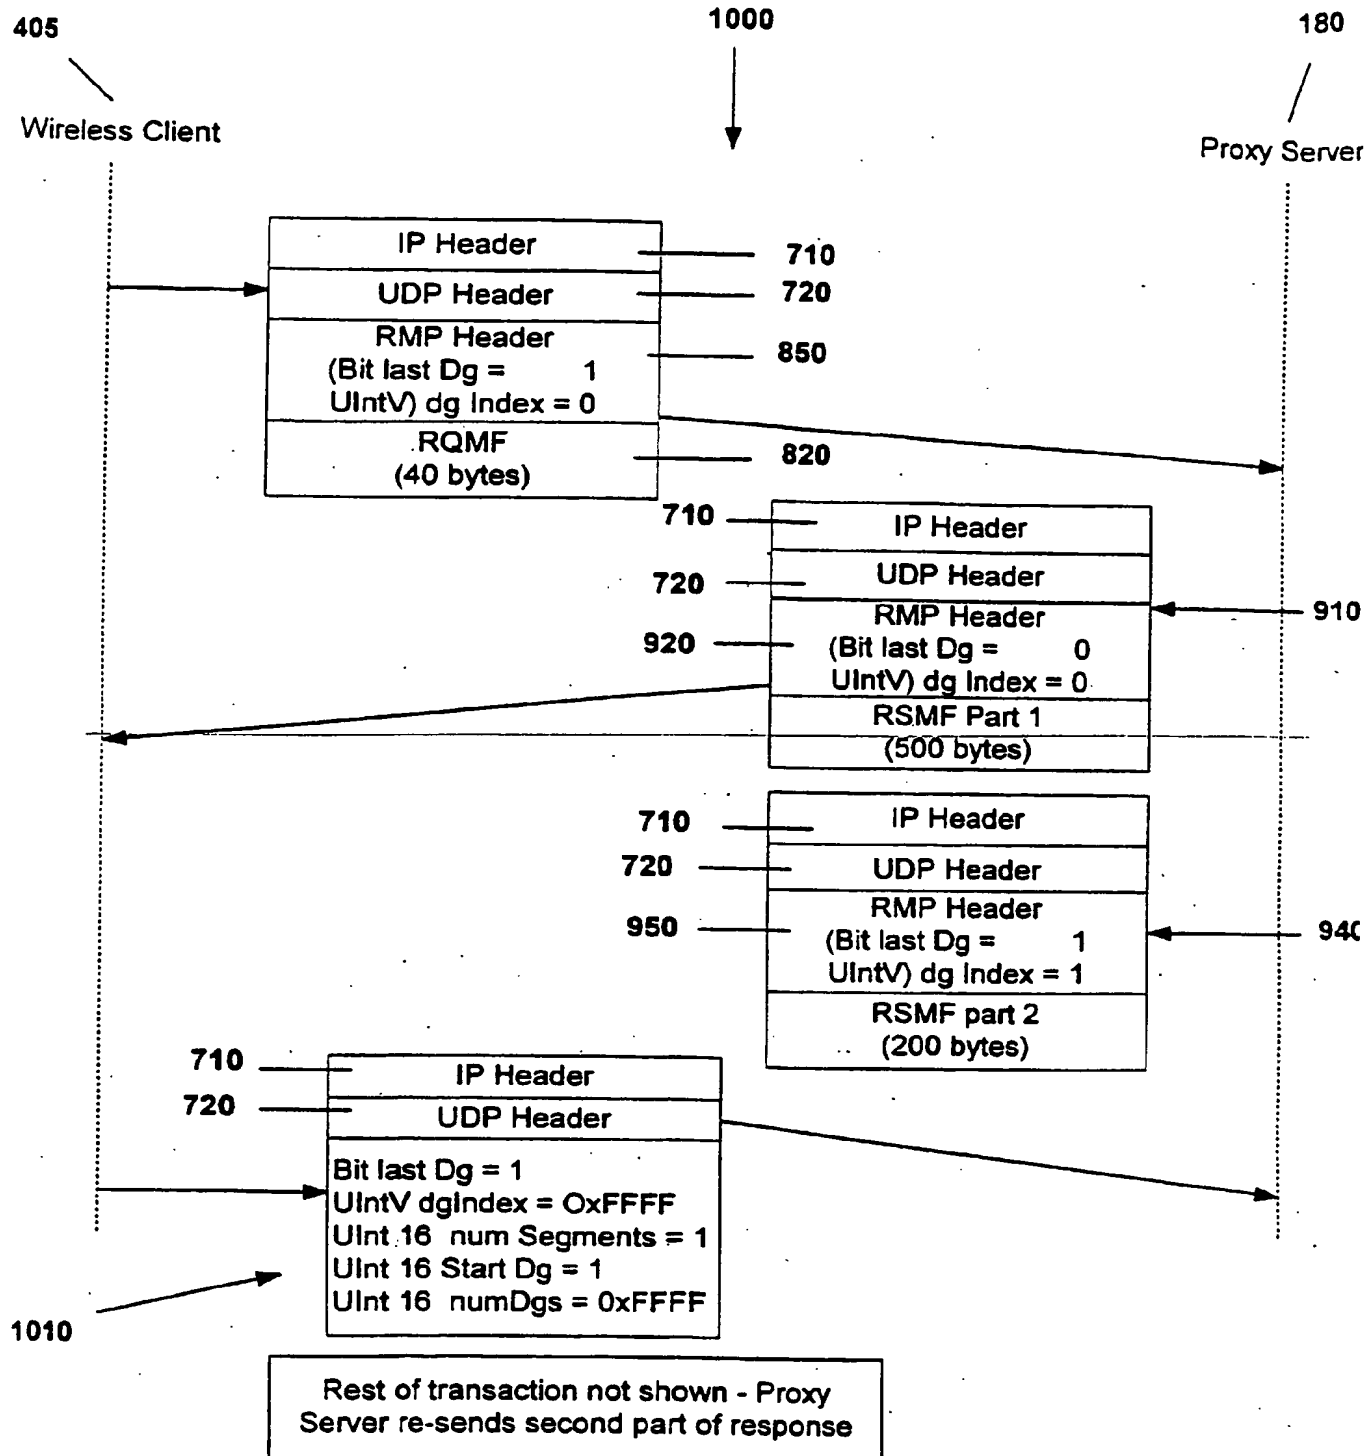 405
1000
180
Wireless Client
Proxy Server
IP Header
710
UDP Header
720
RMP Header
(Bit last Dg = 1
UIntV) dg Index = 0
850
RQMF
(40 bytes)
820
710
IP Header
720
UDP Header
910
920
RMP Header
(Bit last Dg = 0
UIntV) dg Index = 0
RSMF Part 1
(500 bytes)
710
IP Header
720
UDP Header
950
RMP Header
(Bit last Dg = 1
UIntV) dg Index = 1
940
RSMF part 2
(200 bytes)
710
IP Header
720
UDP Header
Bit last Dg = 1
UIntV dgIndex = OxFFFF
UInt 16 num Segments = 1
UInt 16 Start Dg = 1
UInt 16 numDgs = 0xFFFF
1010
Rest of transaction not shown - Proxy
Server re-sends second part of response